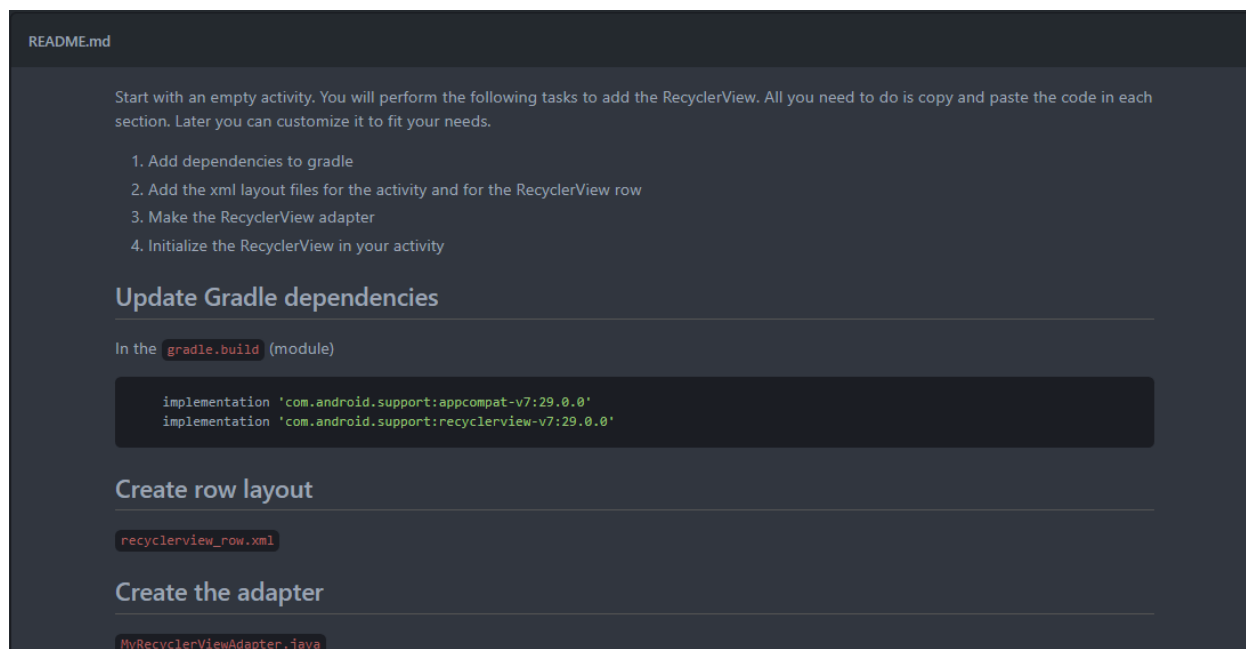 README.md
Start with an empty activity. You will perform the following tasks to add the RecyclerView. All you need to do is copy and paste the code in each
section. Later you can customize it to fit your needs.
1. Add dependencies to gradle
2. Add the xml layout files for the activity and for the RecyclerView row
3. Make the RecyclerView adapter
4. Initialize the RecyclerView in your activity
Update Gradle dependencies
In the gradle.build (module)
implementation 'com.android.support:appcompat-v7:29.0.0'
implementation 'com.android.support:recyclerview-v7:29.0.0'
Create row layout
recyclerview_row.xml
Create the adapter
MyRecyclerViewAdapter.java